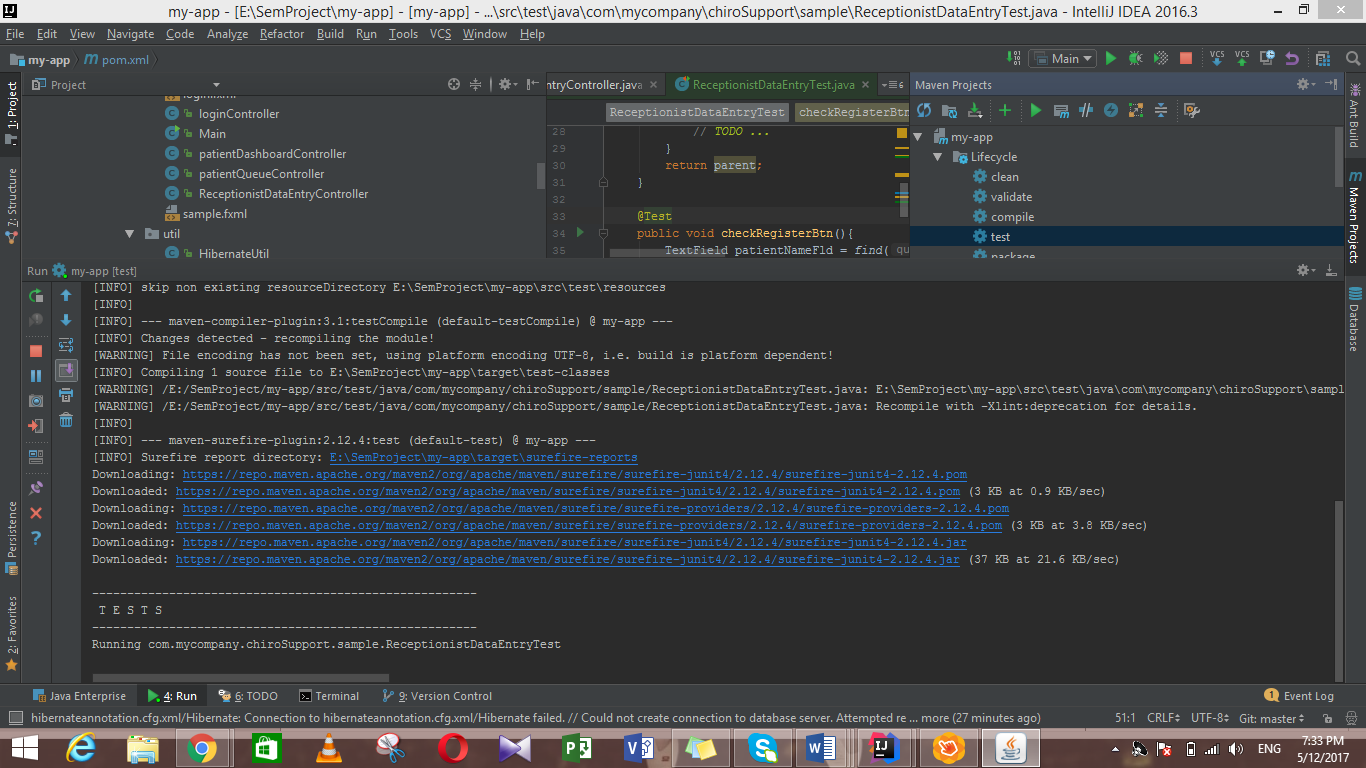 my-app - [E:\SemProject\my-app] - [my-app] - ...\src\test\java\com\mycompany\chiroSupport\sample\ReceptionistDataEntryTest.java - IntelliJ IDEA 2016.3
File Edit View Navigate Code Analyze Refactor Build Run Tools VCS Window Help
my-app pom.xml Main VCS VCS
Project
ntryController.java ReceptionistDataEntryTest.java 6
Maven Projects
1: Project
7: Structure
Persistence
2: Favorites
Ant Build
Maven Projects
Database
loginController
Main
patientDashboardController
patientQueueController
ReceptionistDataEntryController
sample.fxml
util
HibernateUtil
ReceptionistDataEntryTest checkRegisterBtn
28 // TODO ...
29 }
30 return parent;
31 }
32
33 @Test
34 public void checkRegisterBtn(){
35 TextField patientNameFld = find( qu
my-app
Lifecycle
clean
validate
compile
test
package
Run my-app [test]
[INFO] skip non existing resourceDirectory E:\SemProject\my-app\src\test\resources
[INFO]
[INFO] --- maven-compiler-plugin:3.1:testCompile (default-testCompile) @ my-app ---
[INFO] Changes detected - recompiling the module!
[WARNING] File encoding has not been set, using platform encoding UTF-8, i.e. build is platform dependent!
[INFO] Compiling 1 source file to E:\SemProject\my-app\target\test-classes
[WARNING] /E:/SemProject/my-app/src/test/java/com/mycompany/chiroSupport/sample/ReceptionistDataEntryTest.java: E:\SemProject\my-app\src\test\java\com\mycompany\chiroSupport\sampl
[WARNING] /E:/SemProject/my-app/src/test/java/com/mycompany/chiroSupport/sample/ReceptionistDataEntryTest.java: Recompile with -Xlint:deprecation for details.
[INFO]
[INFO] --- maven-surefire-plugin:2.12.4:test (default-test) @ my-app ---
[INFO] Surefire report directory: E:\SemProject\my-app\target\surefire-reports
Downloading: https://repo.maven.apache.org/maven2/org/apache/maven/surefire/surefire-junit4/2.12.4/surefire-junit4-2.12.4.pom
Downloaded: https://repo.maven.apache.org/maven2/org/apache/maven/surefire/surefire-junit4/2.12.4/surefire-junit4-2.12.4.pom (3 KB at 0.9 KB/sec)
Downloading: https://repo.maven.apache.org/maven2/org/apache/maven/surefire/surefire-providers/2.12.4/surefire-providers-2.12.4.pom
Downloaded: https://repo.maven.apache.org/maven2/org/apache/maven/surefire/surefire-providers/2.12.4/surefire-providers-2.12.4.pom (3 KB at 3.8 KB/sec)
Downloading: https://repo.maven.apache.org/maven2/org/apache/maven/surefire/surefire-junit4/2.12.4/surefire-junit4-2.12.4.jar
Downloaded: https://repo.maven.apache.org/maven2/org/apache/maven/surefire/surefire-junit4/2.12.4/surefire-junit4-2.12.4.jar (37 KB at 21.6 KB/sec)
-------------------------------------------------------
T E S T S
-------------------------------------------------------
Running com.mycompany.chiroSupport.sample.ReceptionistDataEntryTest
Java Enterprise 4: Run 6: TODO Terminal 9: Version Control 1 Event Log
hibernateannotation.cfg.xml/Hibernate: Connection to hibernateannotation.cfg.xml/Hibernate failed. // Could not create connection to database server. Attempted re ... more (27 minutes ago) 51:1 CRLF UTF-8 Git: master
ENG 7:33 PM
5/12/2017